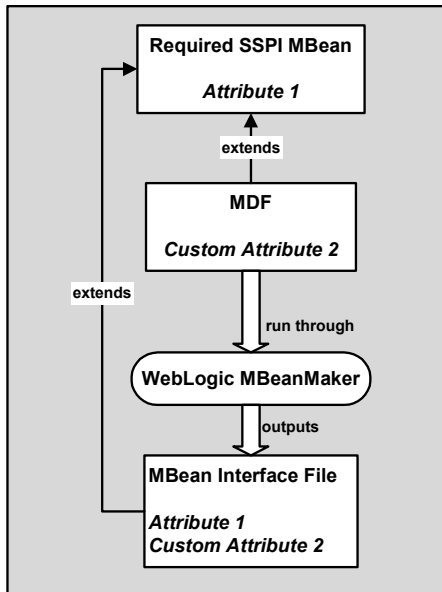 Required SSPI MBean
Attribute 1
extends
MDF
Custom Attribute 2
extends
run through
WebLogic MBeanMaker
outputs
MBean Interface File
Attribute 1
Custom Attribute 2